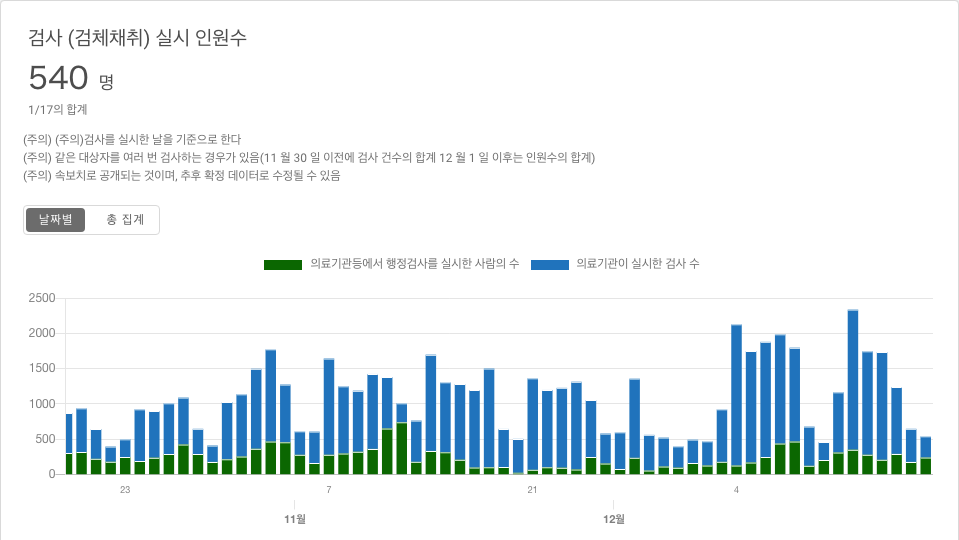 검사 (검체채취) 실시 인원수
540 명
1/17의 합계
(주의) (주의)검사를 실시한 날을 기준으로 한다
(주의) 같은 대상자를 여러 번 검사하는 경우가 있음(11 월 30 일 이전에 검사 건수의 합계 12 월 1 일 이후는 인원수의 합계)
(주의) 속보치로 공개되는 것이며, 추후 확정 데이터로 수정될 수 있음
날짜별 총 집계
의료기관등에서 행정검사를 실시한 사람의 수 의료기관이 실시한 검사 수
2500
2000
1500
1000
500
0
23 7 21 4
11월 12월